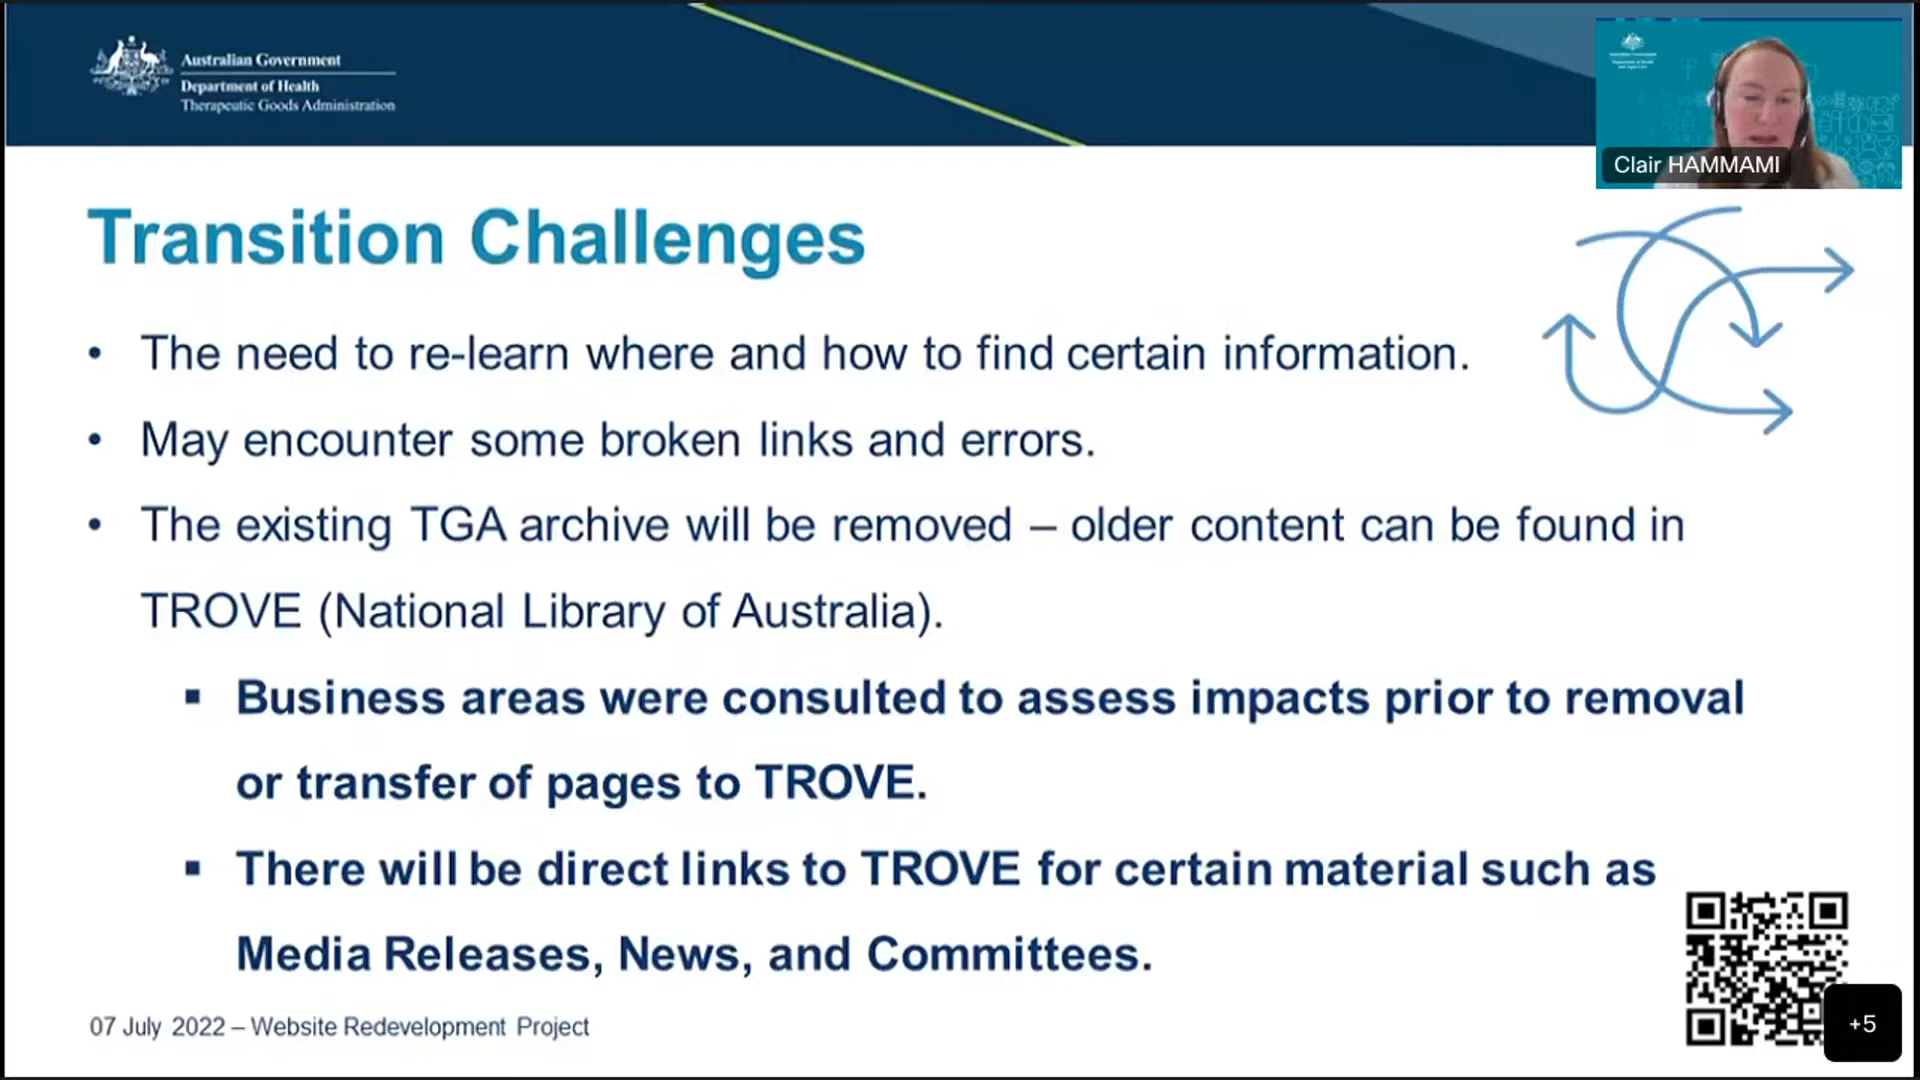 Australian Government
Department of Health
Therapeutic Goods Administration
Clair HAMMAMI
Transition Challenges
• The need to re-learn where and how to find certain information.
• May encounter some broken links and errors.
• The existing TGA archive will be removed – older content can be found in
TROVE (National Library of Australia).
▪ Business areas were consulted to assess impacts prior to removal
or transfer of pages to TROVE.
▪ There will be direct links to TROVE for certain material such as
Media Releases, News, and Committees.
07 July 2022 – Website Redevelopment Project
+5